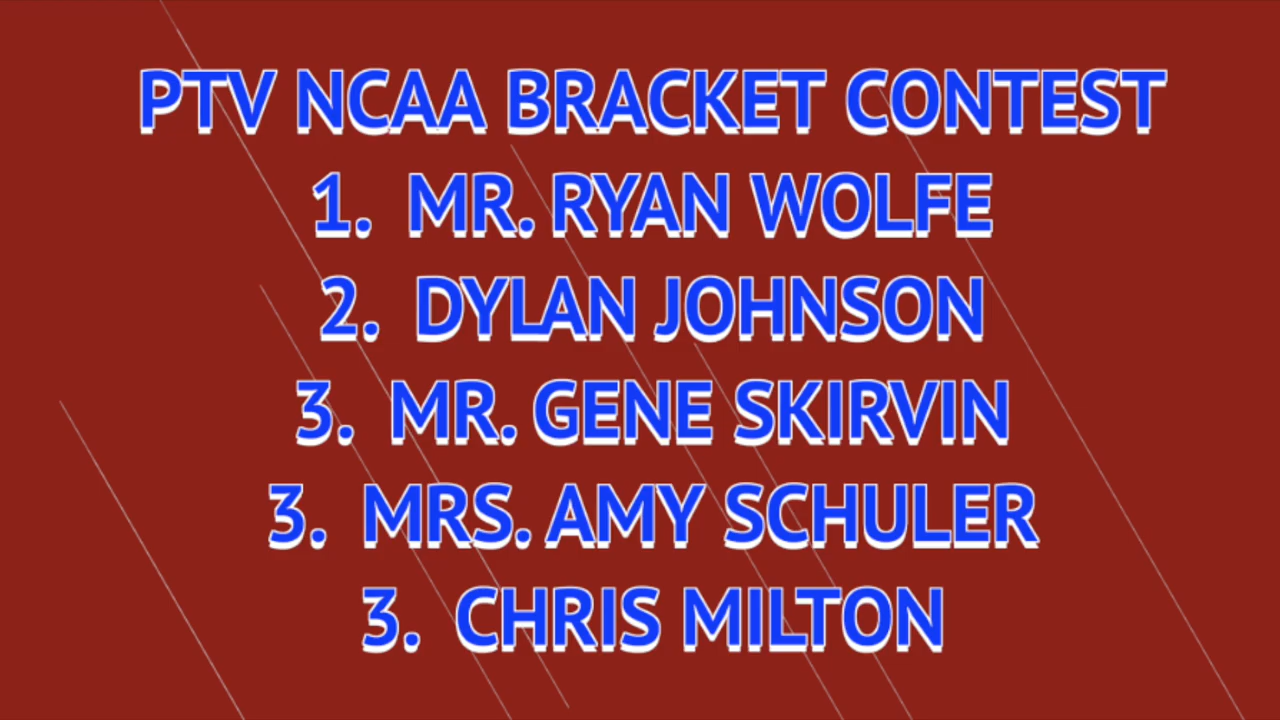 PTV NCAA BRACKET CONTEST
1. MR. RYAN WOLFE
2. DYLAN JOHNSON
3. MR. GENE SKIRVIN
3. MRS. AMY SCHULER
3. CHRIS MILTON